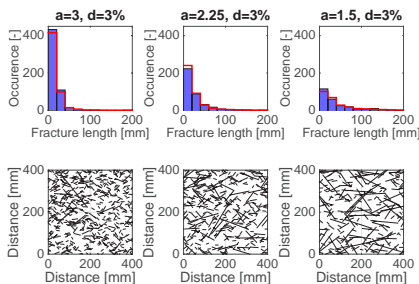 a=3, d=3%
a=2.25, d=3%
a=1.5, d=3%
Occurence [-]
400
200
0
0 100 200
Fracture length [mm]
Occurence [-]
400
200
0
0 100 200
Fracture length [mm]
Occurence [-]
400
200
0
0 100 200
Fracture length [mm]
Distance [mm]
400
200
0
0 200 400
Distance [mm]
Distance [mm]
400
200
0
0 200 400
Distance [mm]
Distance [mm]
400
200
0
0 200 400
Distance [mm]